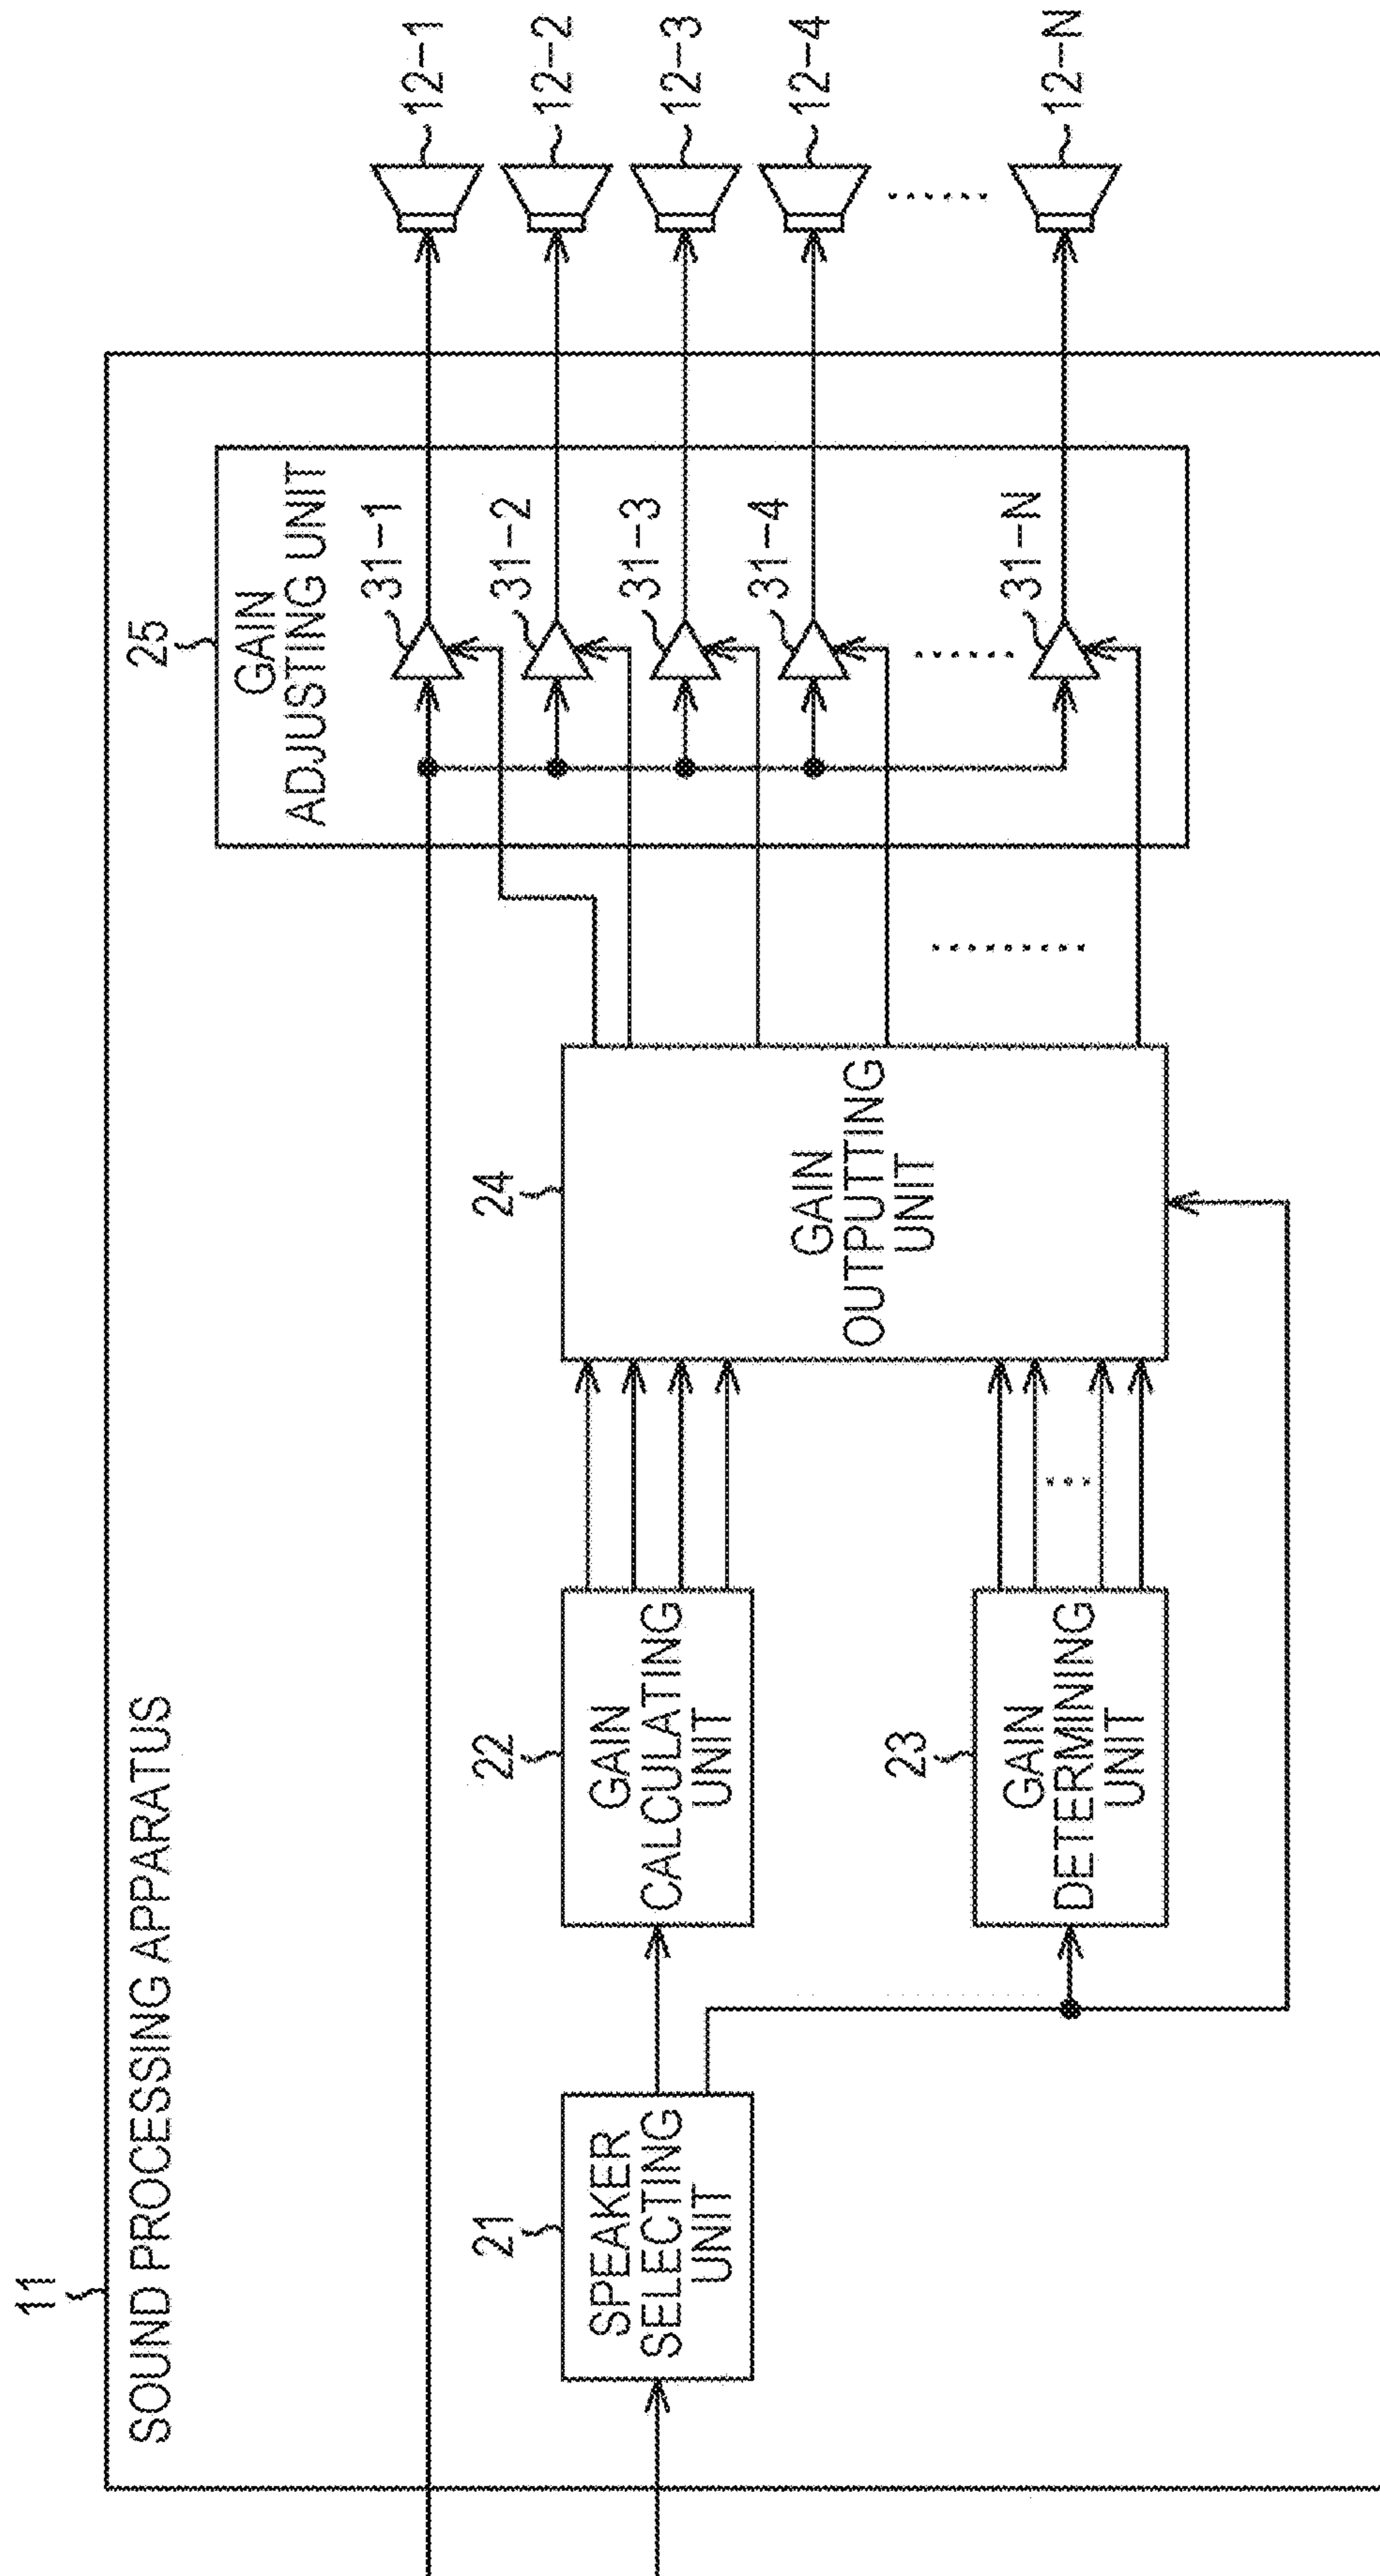 11
SOUND PROCESSING APPARATUS
21
SPEAKER
SELECTING
UNIT
22
GAIN
CALCULATING
UNIT
23
GAIN
DETERMINING
UNIT
24
GAIN
OUTPUTTING
UNIT
25
GAIN
ADJUSTING UNIT
31-1
31-2
31-3
31-4
31-N
12-1
12-2
12-3
12-4
12-N